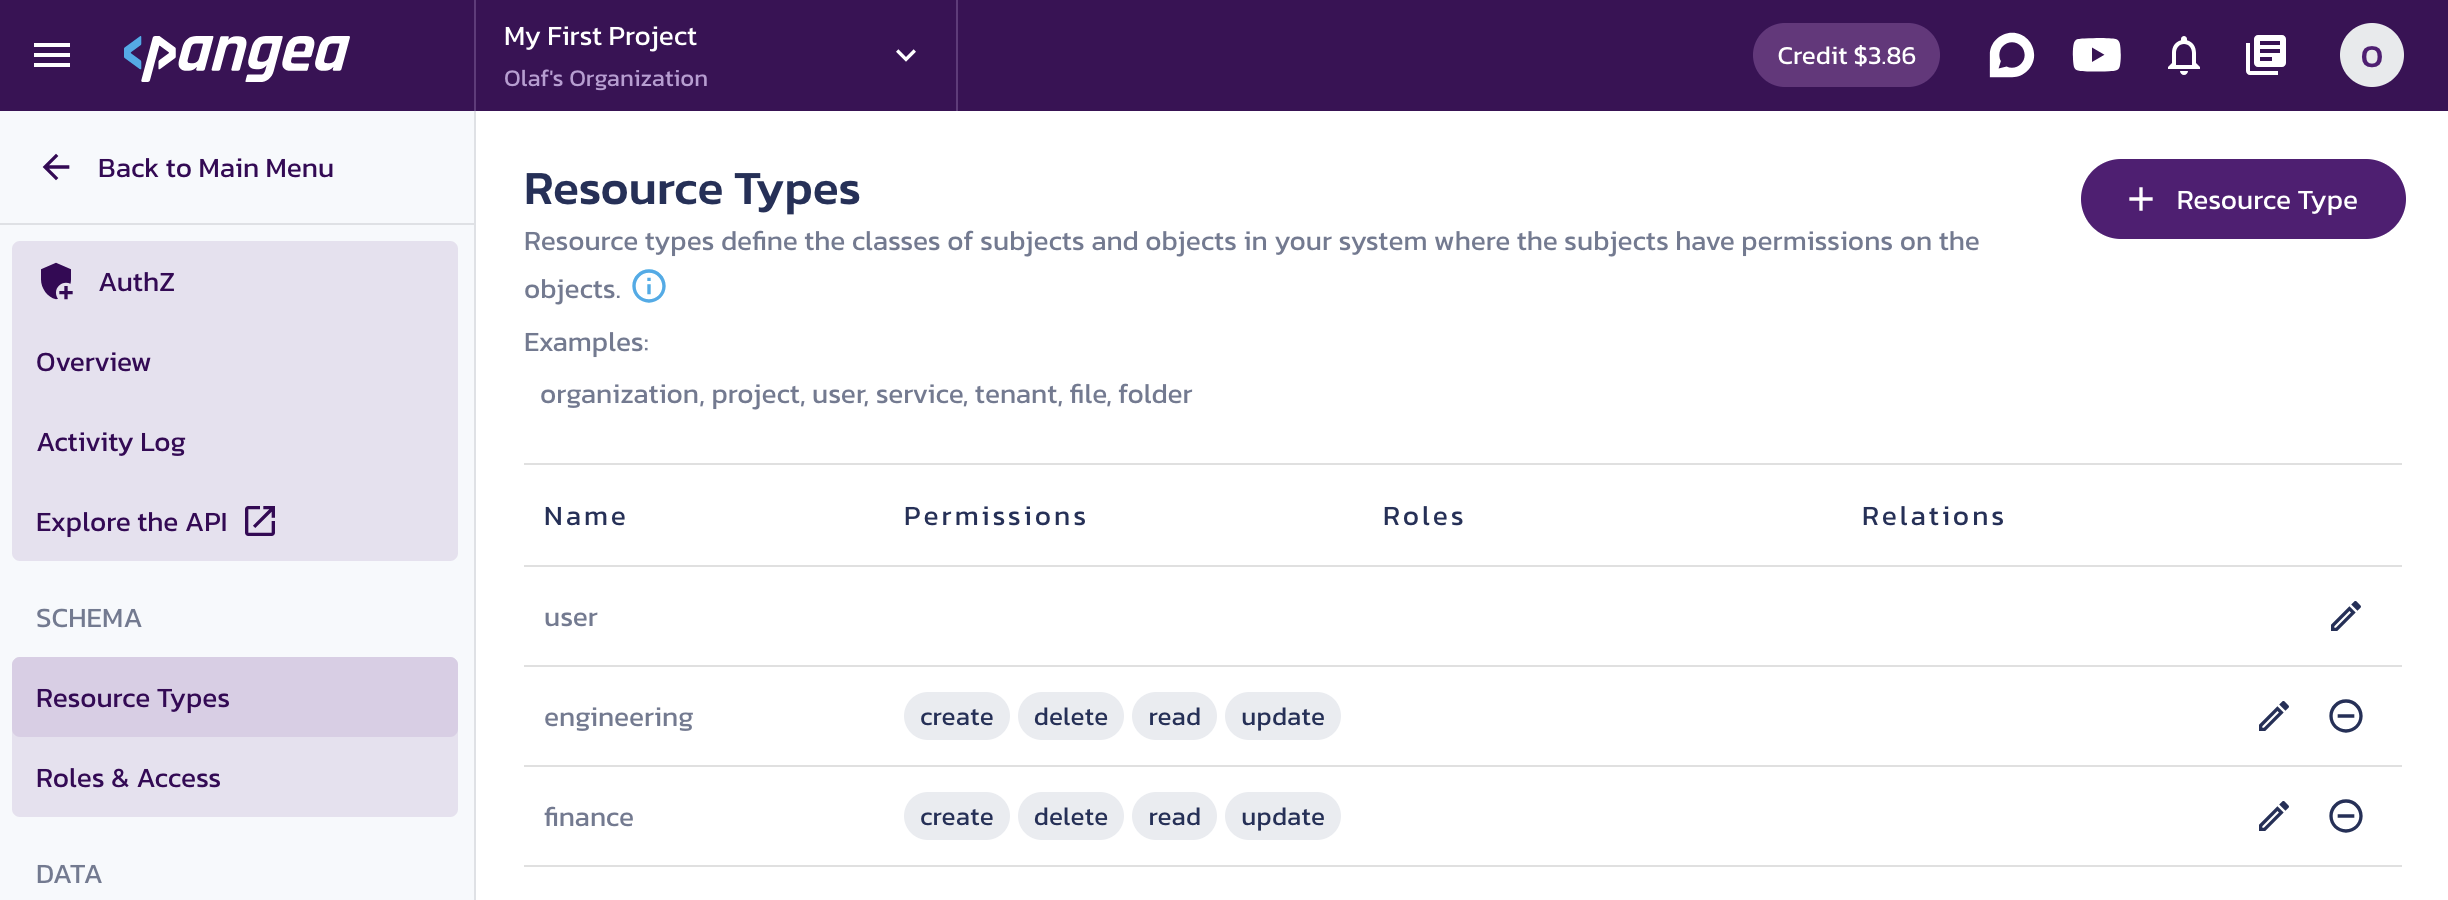 pangea
My First Project
Olaf's Organization
Credit $3.86
O
Back to Main Menu
AuthZ
Overview
Activity Log
Explore the API
SCHEMA
Resource Types
Roles & Access
DATA
Resource Types
+ Resource Type
Resource types define the classes of subjects and objects in your system where the subjects have permissions on the
objects.
Examples:
organization, project, user, service, tenant, file, folder
Name Permissions Roles Relations
user
engineering create delete read update
finance create delete read update